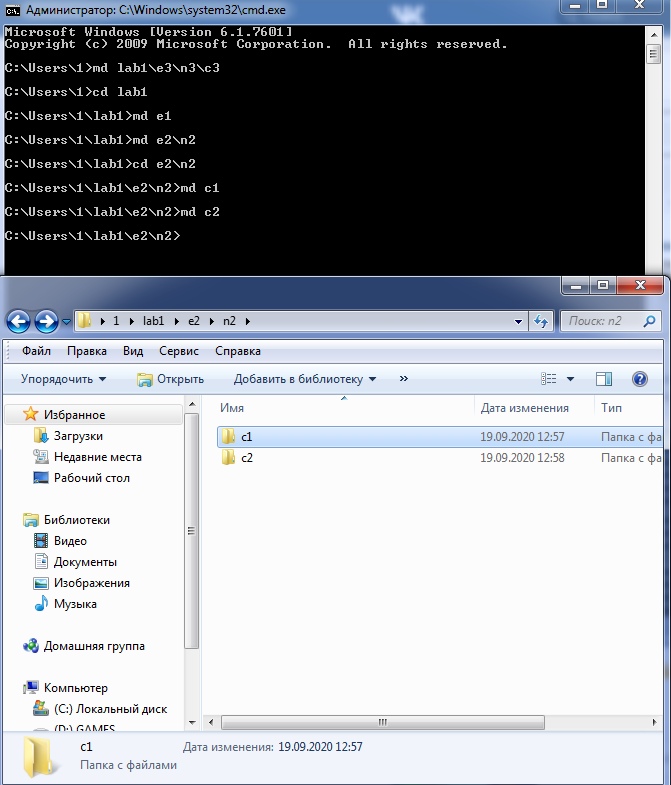 Администратор: C:\Windows\system32\cmd.exe
Microsoft Windows [Version 6.1.7601]
Copyright (c) 2009 Microsoft Corporation.  All rights reserved.
C:\Users\1>md lab1\e3\n3\c3
C:\Users\1>cd lab1
C:\Users\1\lab1>md e1
C:\Users\1\lab1>md e2\n2
C:\Users\1\lab1>cd e2\n2
C:\Users\1\lab1\e2\n2>md c1
C:\Users\1\lab1\e2\n2>md c2
C:\Users\1\lab1\e2\n2>
1 lab1 e2 n2 Поиск: n2
Файл Правка Вид Сервис Справка
Упорядочить Открыть Добавить в библиотеку »
Имя Дата изменения Тип
Избранное
Загрузки
Недавние места
Рабочий стол
Библиотеки
Видео
Документы
Изображения
Музыка
Домашняя группа
Компьютер
(C:) Локальный диск
(D:) GAMES
c1 19.09.2020 12:57 Папка с фа
c2 19.09.2020 12:58 Папка с фа
c1 Дата изменения: 19.09.2020 12:57
Папка с файлами